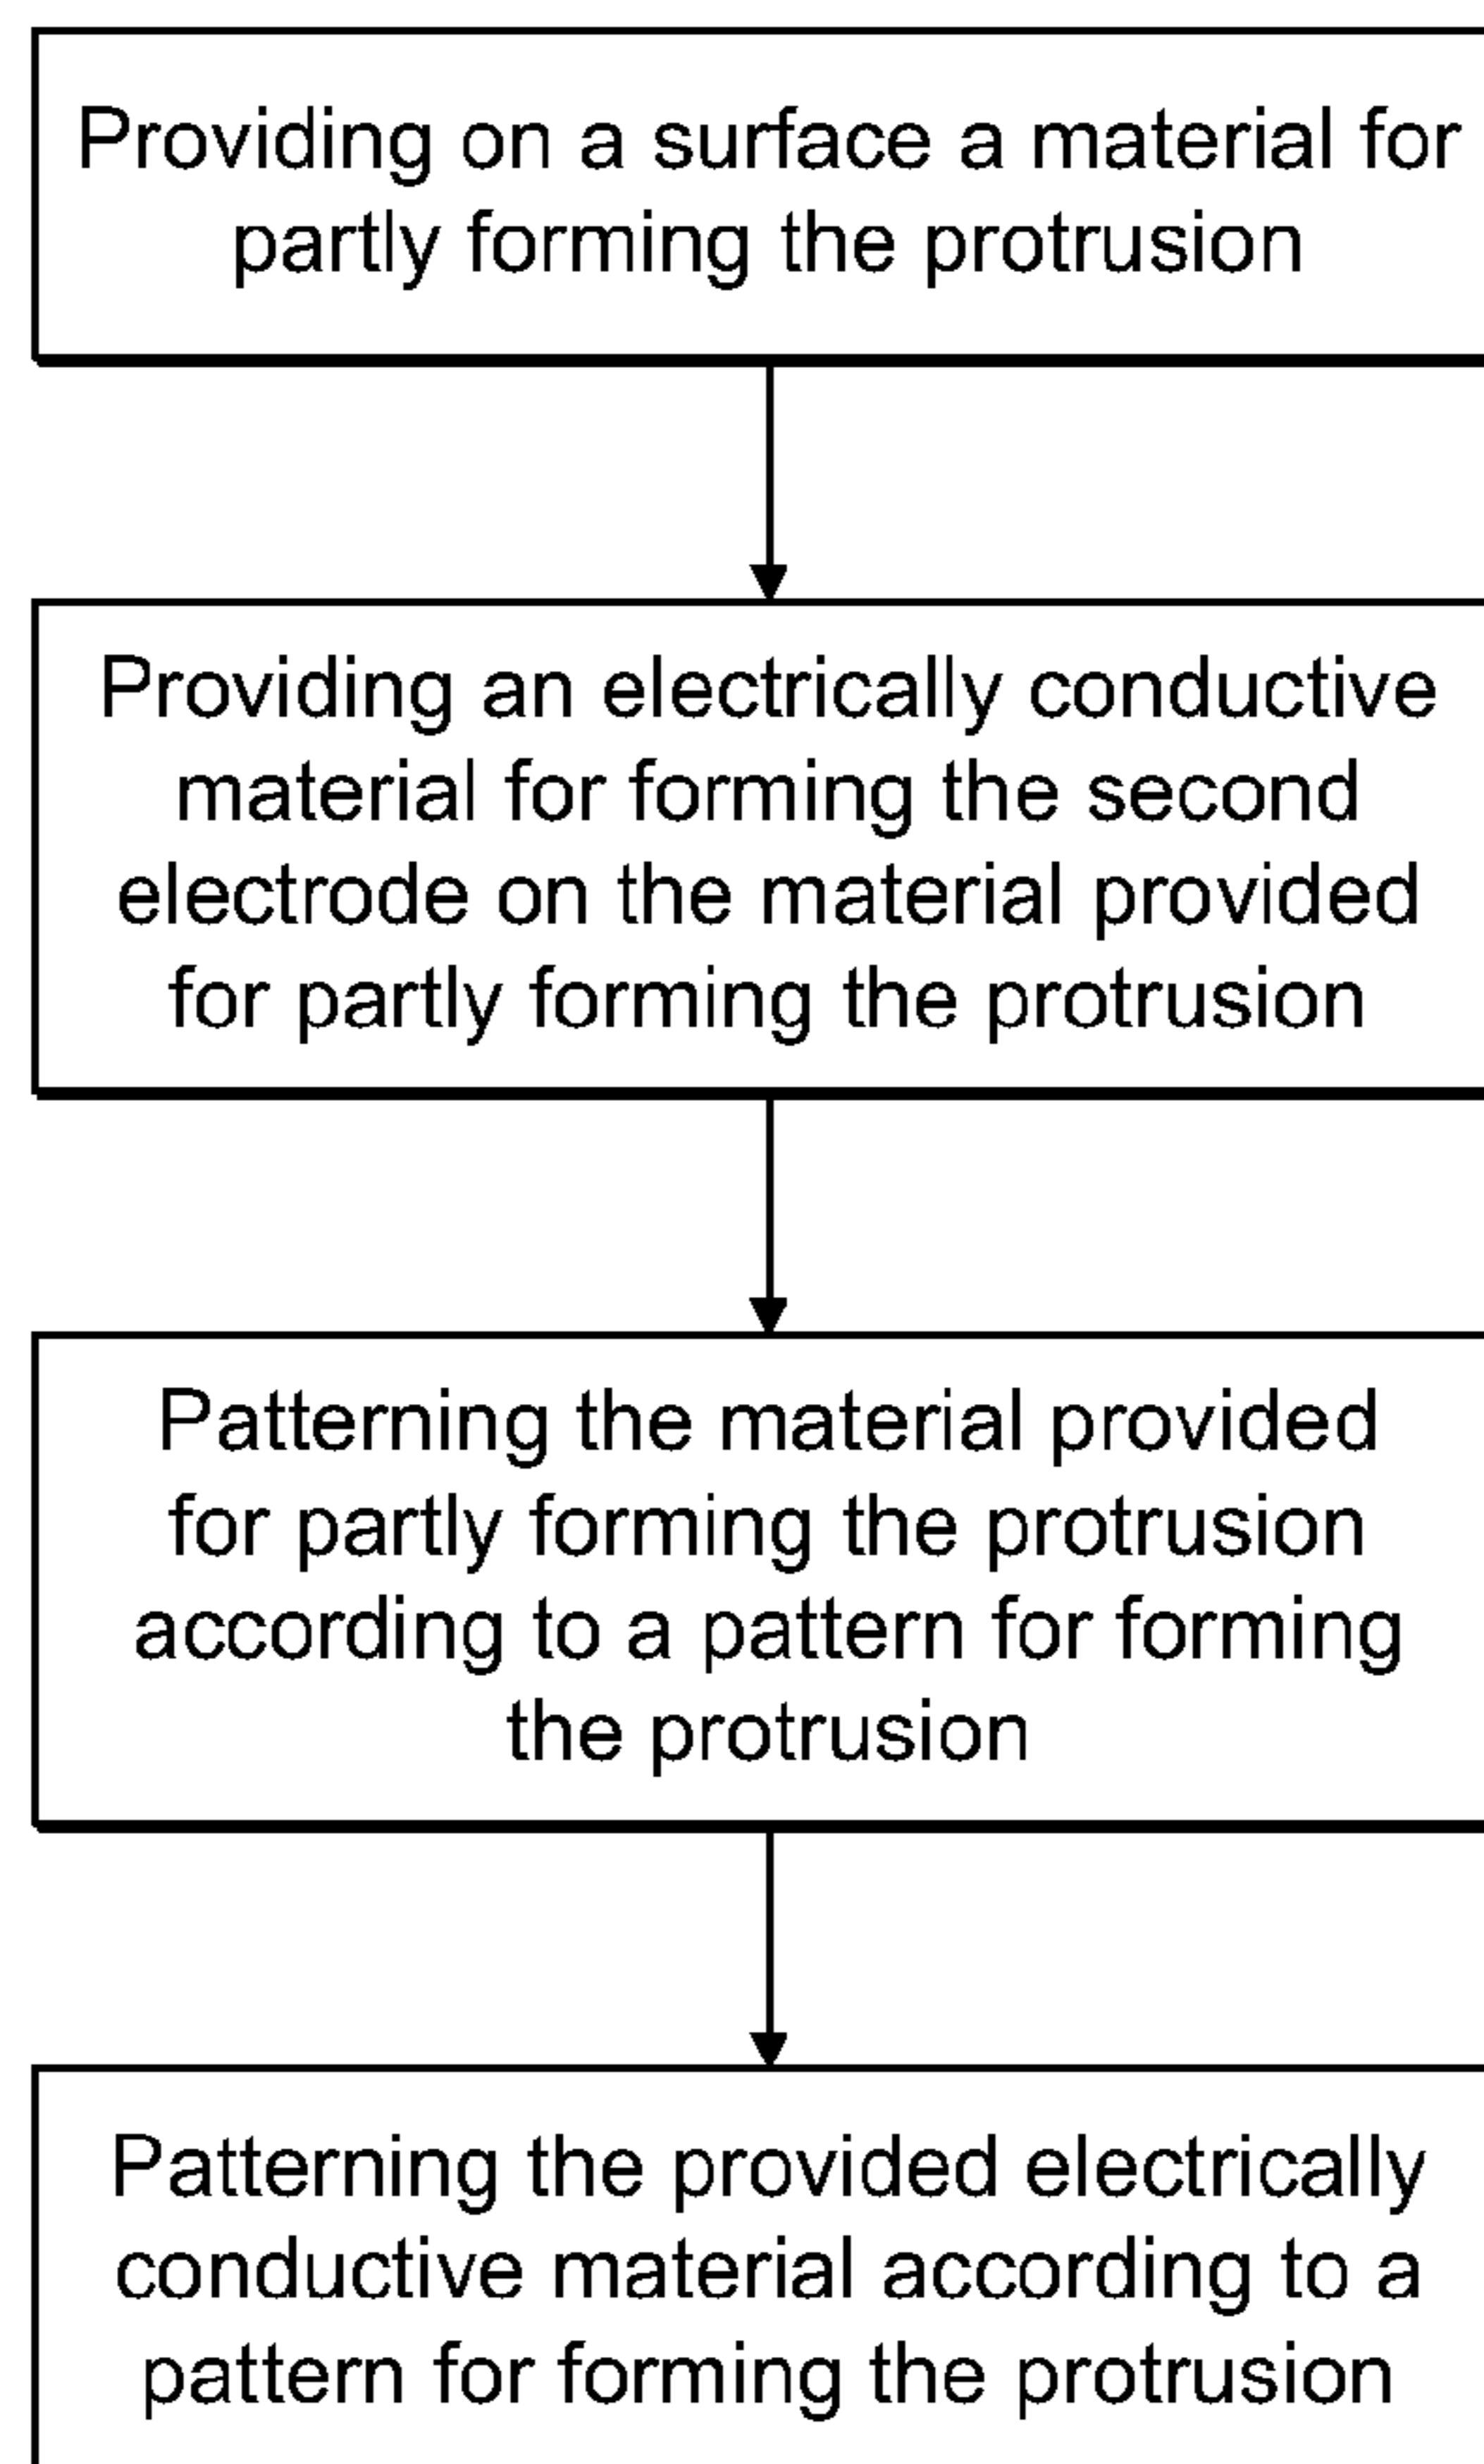 Providing on a surface a material for
partly forming the protrusion
Providing an electrically conductive
material for forming the second
electrode on the material provided
for partly forming the protrusion
Patterning the material provided
for partly forming the protrusion
according to a pattern for forming
the protrusion
Patterning the provided electrically
conductive material according to a
pattern for forming the protrusion